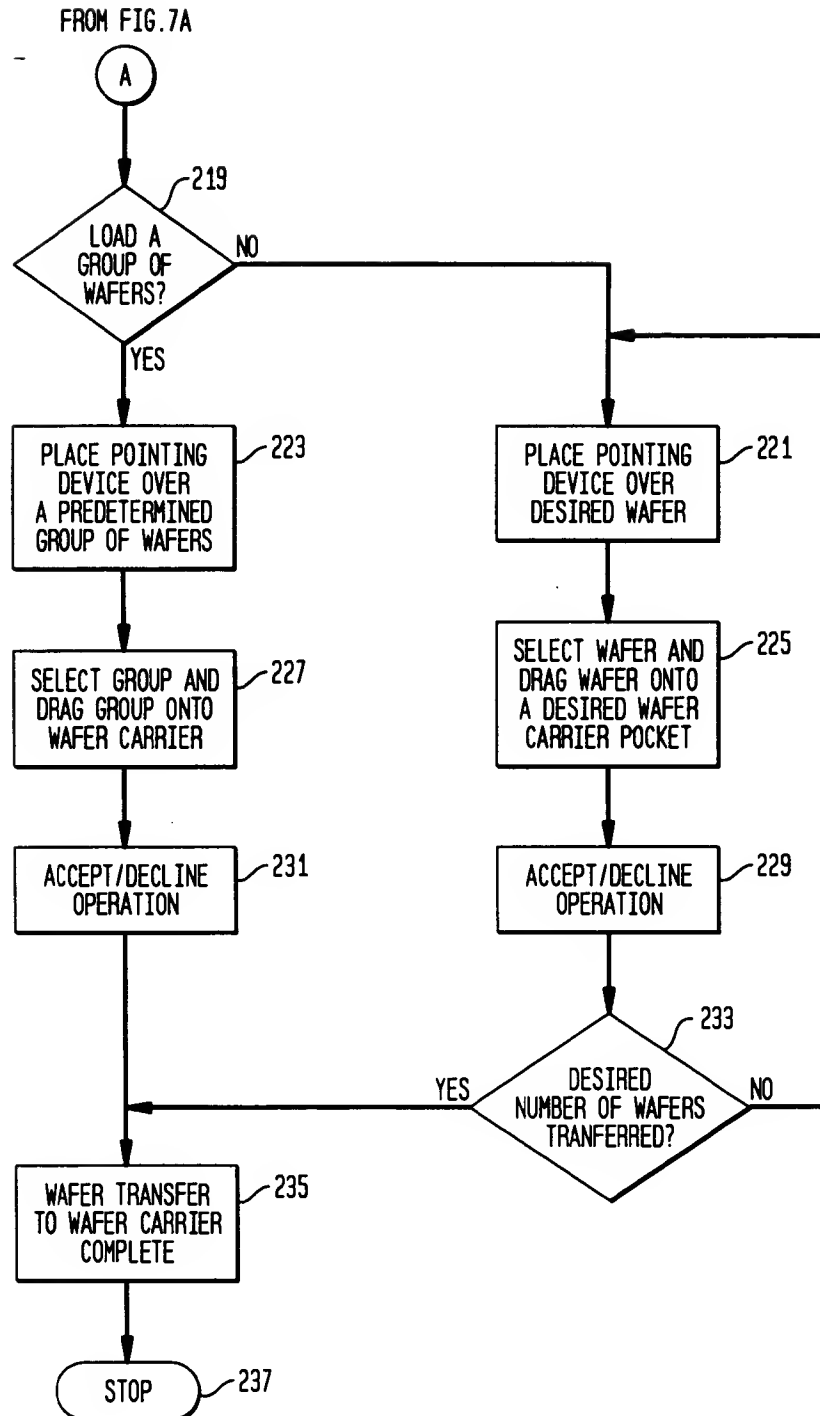 FROM FIG.7A
A
219
LOAD A
GROUP OF
WAFERS?
NO
YES
223
PLACE POINTING
DEVICE OVER
A PREDETERMINED
GROUP OF WAFERS
221
PLACE POINTING
DEVICE OVER
DESIRED WAFER
227
SELECT GROUP AND
DRAG GROUP ONTO
WAFER CARRIER
225
SELECT WAFER AND
DRAG WAFER ONTO
A DESIRED WAFER
CARRIER POCKET
231
ACCEPT/DECLINE
OPERATION
229
ACCEPT/DECLINE
OPERATION
233
YES
DESIRED
NUMBER OF WAFERS
TRANFERRED?
NO
235
WAFER TRANSFER
TO WAFER CARRIER
COMPLETE
STOP
237